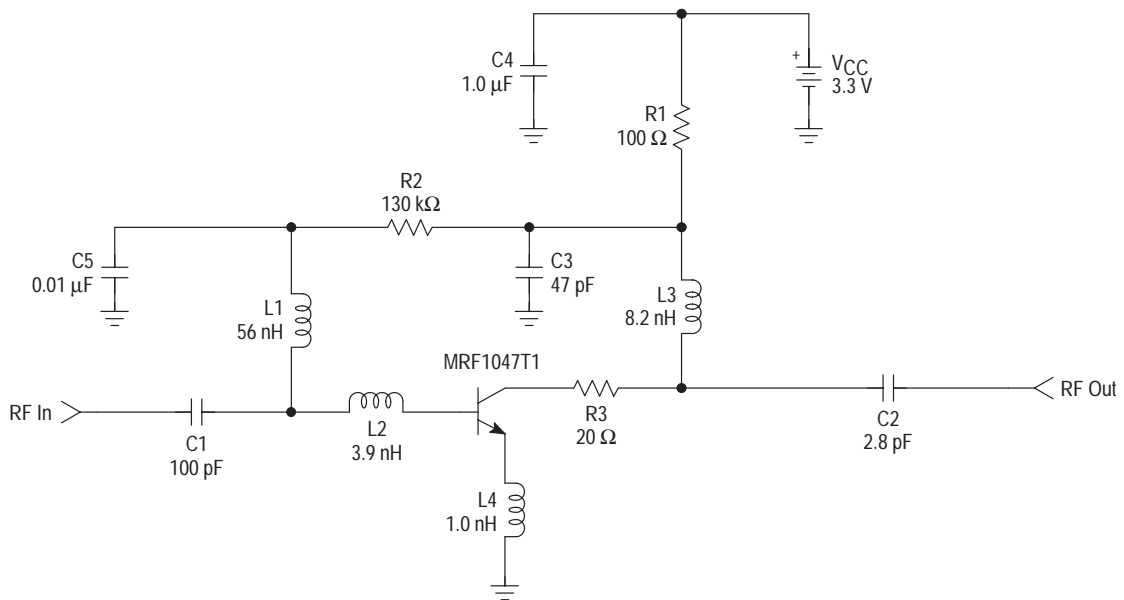 C4
1.0 μF
+
VCC
3.3 V
R1
100 Ω
R2
130 kΩ
C5
0.01 μF
C3
47 pF
L1
56 nH
L3
8.2 nH
MRF1047T1
RF In
C1
100 pF
L2
3.9 nH
R3
20 Ω
C2
2.8 pF
RF Out
L4
1.0 nH